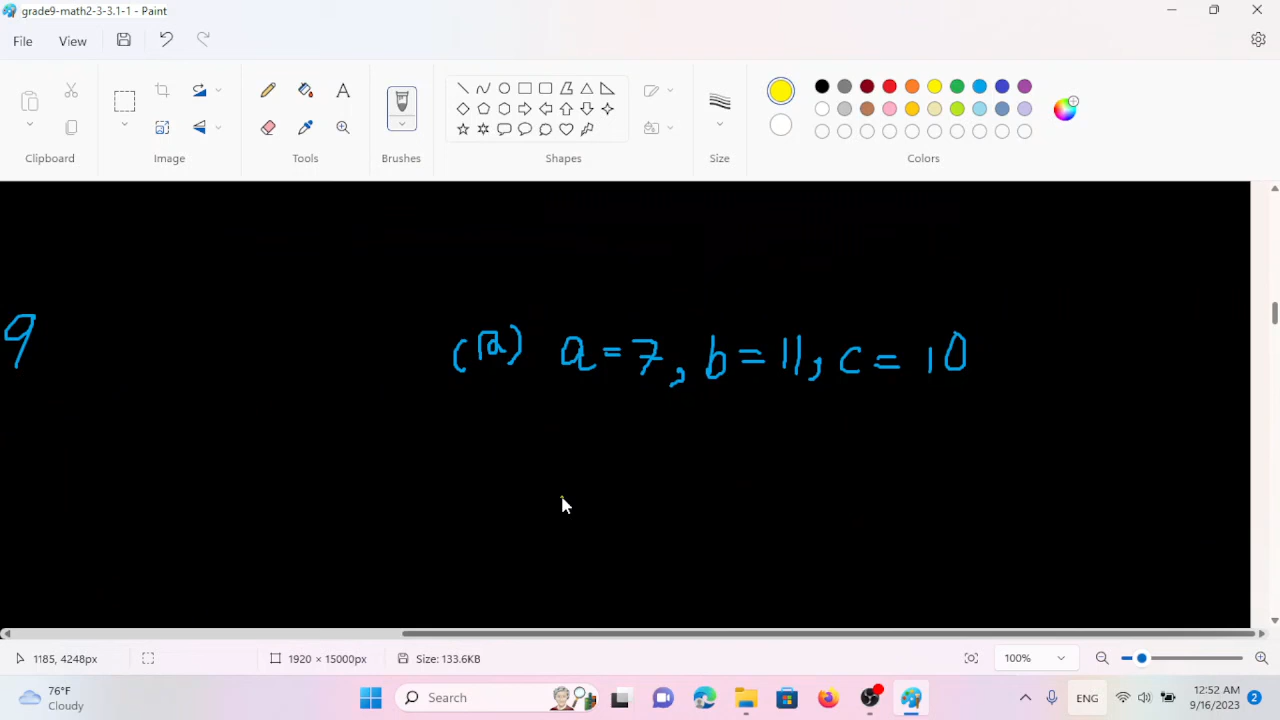 grade9-math2-3-3.1-1 - Paint
File View
Clipboard Image Tools Brushes Shapes Size Colors
9
a = 7, b = 11, c = 10
1185, 4248px 1920 × 15000px Size: 133.6KB 100%
76°F
Cloudy
Search
ENG
12:52 AM
9/16/2023
2